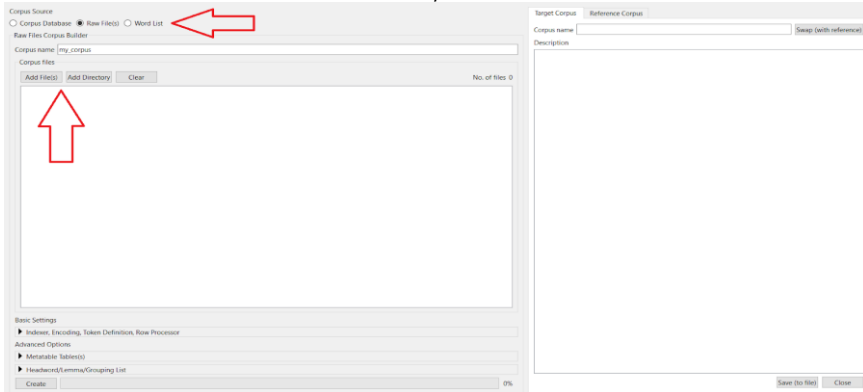 Corpus Source
Corpus Database Raw File(s) Word List
Raw Files Corpus Builder
Corpus name my_corpus
Corpus files
Add File(s) Add Directory Clear No. of files 0
Basic Settings
Indexer, Encoding, Token Definition, Row Processor
Advanced Options
Metatable Tables(s)
Headword/Lemma/Grouping List
Create 0%
Target Corpus Reference Corpus
Corpus name Swap (with reference)
Description
Save (to file) Close